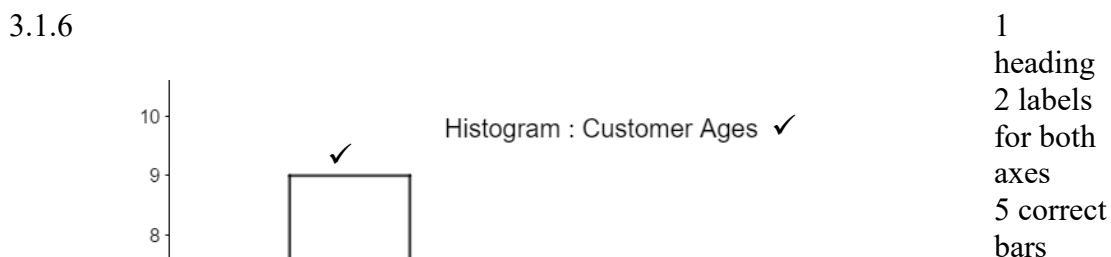 3.1.6
1
heading
2 labels
for both
axes
5 correct
bars
10
Histogram : Customer Ages ✓
✓
9
8